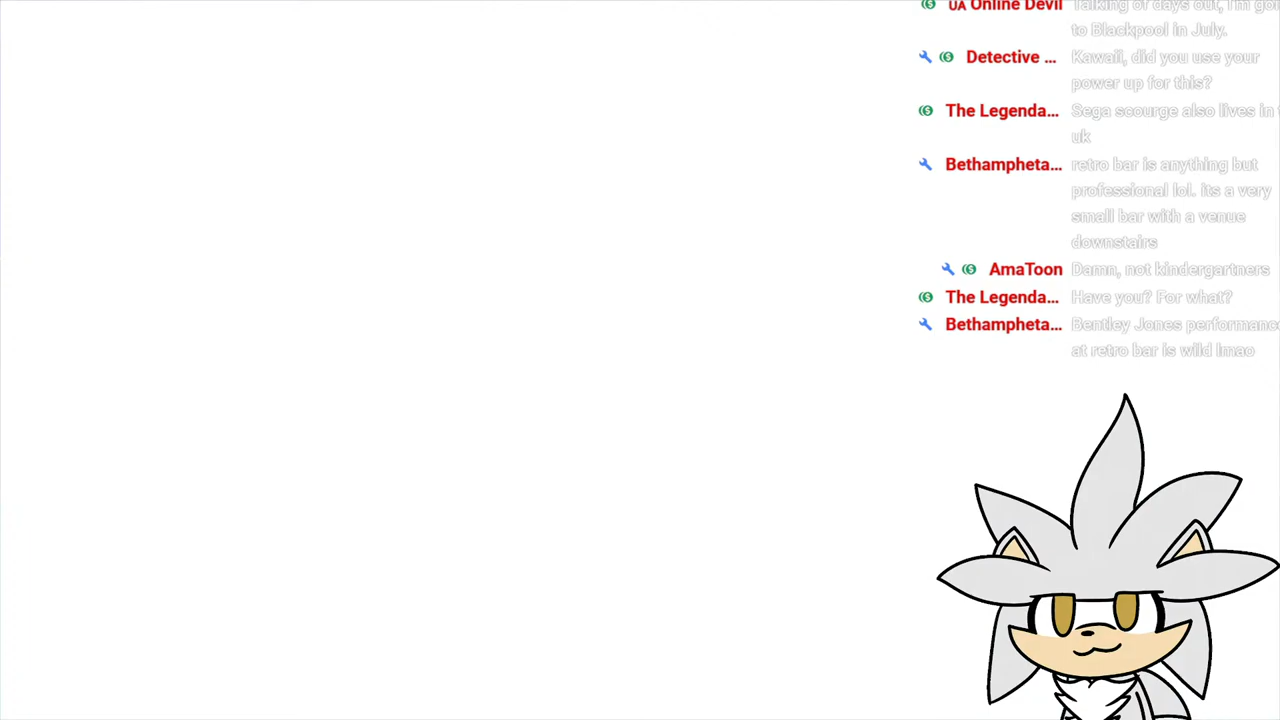 UA Online Devil Talking of days out, I'm goi
to Blackpool in July.
Detective ... Kawaii, did you use your
power up for this?
The Legenda... Sega scourge also lives in
uk
Bethampheta... retro bar is anything but
professional lol. its a very
small bar with a venue
downstairs
AmaToon Damn, not kindergartners
The Legenda... Have you? For what?
Bethampheta... Bentley Jones performanc
at retro bar is wild lmao